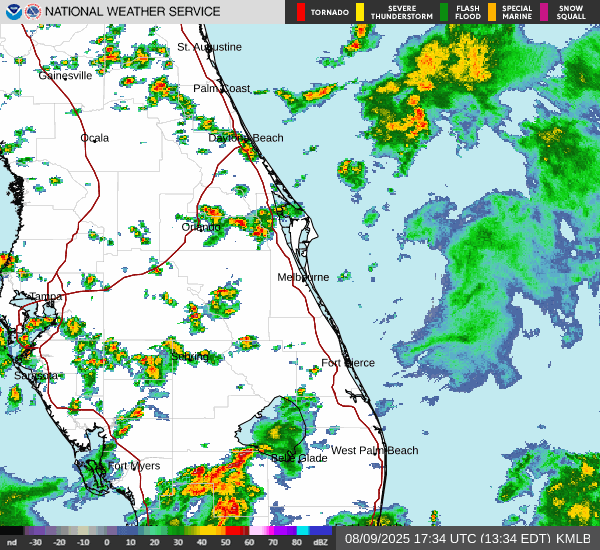 NATIONAL WEATHER SERVICE
TORNADO
SEVERE THUNDERSTORM
FLASH FLOOD
SPECIAL MARINE
SNOW SQUALL
St. Augustine
Gainesville
Palm Coast
Ocala
Daytona Beach
Orlando
Melbourne
Tampa
Sebring
Fort Pierce
Sarasota
West Palm Beach
Belle Glade
Fort Myers
nd -30 -20 -10 0 10 20 30 40 50 60 70 80 dBZ
08/09/2025 17:34 UTC (13:34 EDT) KMLB